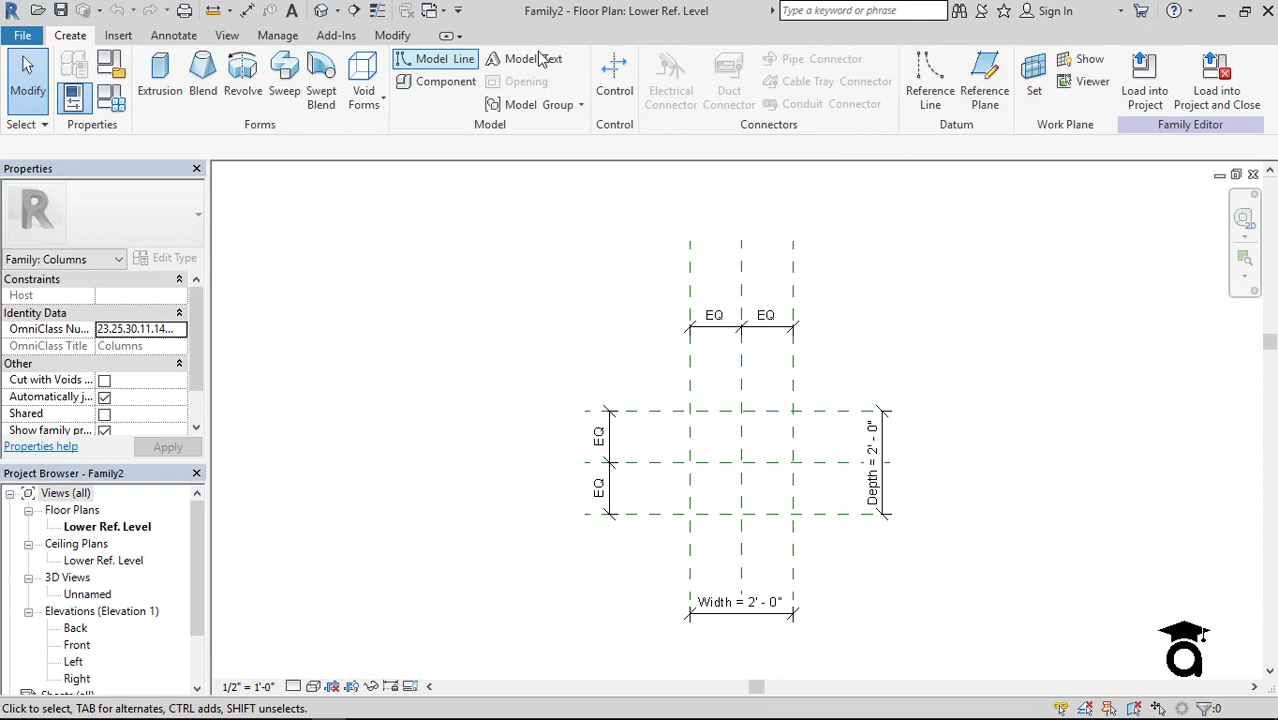 Family2 - Floor Plan: Lower Ref. Level
Type a keyword or phrase
Sign In
File Create Insert Annotate View Manage Add-Ins Modify
Modify
Select
Properties
Extrusion
Blend
Revolve
Sweep
Swept Blend
Void Forms
Forms
Model Line
Component
Model Text
Opening
Model Group
Model
Control
Control
Electrical Connector
Duct Connector
Pipe Connector
Cable Tray Connector
Conduit Connector
Connectors
Reference Line
Reference Plane
Datum
Set
Show
Viewer
Work Plane
Load into Project
Load into Project and Close
Family Editor
Properties
R
Family: Columns
Edit Type
Constraints
Host
Identity Data
OmniClass Nu... 23.25.30.11.14...
OmniClass Title Columns
Other
Cut with Voids ...
Automatically j...
Shared
Show family pr...
Properties help
Apply
Project Browser - Family2
Views (all)
Floor Plans
Lower Ref. Level
Ceiling Plans
Lower Ref. Level
3D Views
Unnamed
Elevations (Elevation 1)
Back
Front
Left
Right
Sheets (all)
EQ EQ
EQ
EQ
Depth = 2' - 0"
Width = 2' - 0"
2D
1/2" = 1'-0"
Click to select, TAB for alternates, CTRL adds, SHIFT unselects.
:0